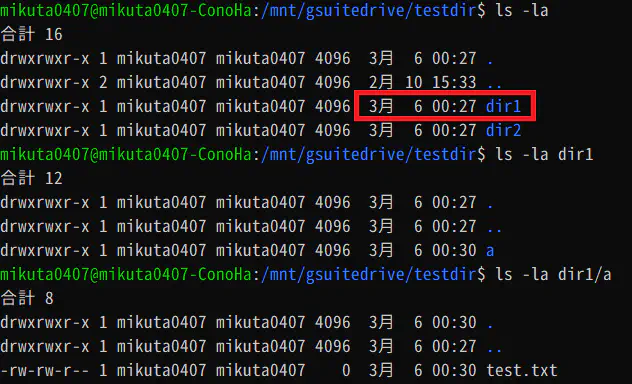 mikuta0407@mikuta0407-ConoHa:/mnt/gsuitedrive/testdir$ ls -la
合計 16
drwxrwxr-x 1 mikuta0407 mikuta0407 4096  3月  6 00:27 .
drwxrwxr-x 2 mikuta0407 mikuta0407 4096  2月 10 15:33 ..
drwxrwxr-x 1 mikuta0407 mikuta0407 4096  3月  6 00:27 dir1
drwxrwxr-x 1 mikuta0407 mikuta0407 4096  3月  6 00:27 dir2
mikuta0407@mikuta0407-ConoHa:/mnt/gsuitedrive/testdir$ ls -la dir1
合計 12
drwxrwxr-x 1 mikuta0407 mikuta0407 4096  3月  6 00:27 .
drwxrwxr-x 1 mikuta0407 mikuta0407 4096  3月  6 00:27 ..
drwxrwxr-x 1 mikuta0407 mikuta0407 4096  3月  6 00:30 a
mikuta0407@mikuta0407-ConoHa:/mnt/gsuitedrive/testdir$ ls -la dir1/a
合計 8
drwxrwxr-x 1 mikuta0407 mikuta0407 4096  3月  6 00:30 .
drwxrwxr-x 1 mikuta0407 mikuta0407 4096  3月  6 00:27 ..
-rw-rw-r-- 1 mikuta0407 mikuta0407    0  3月  6 00:30 test.txt